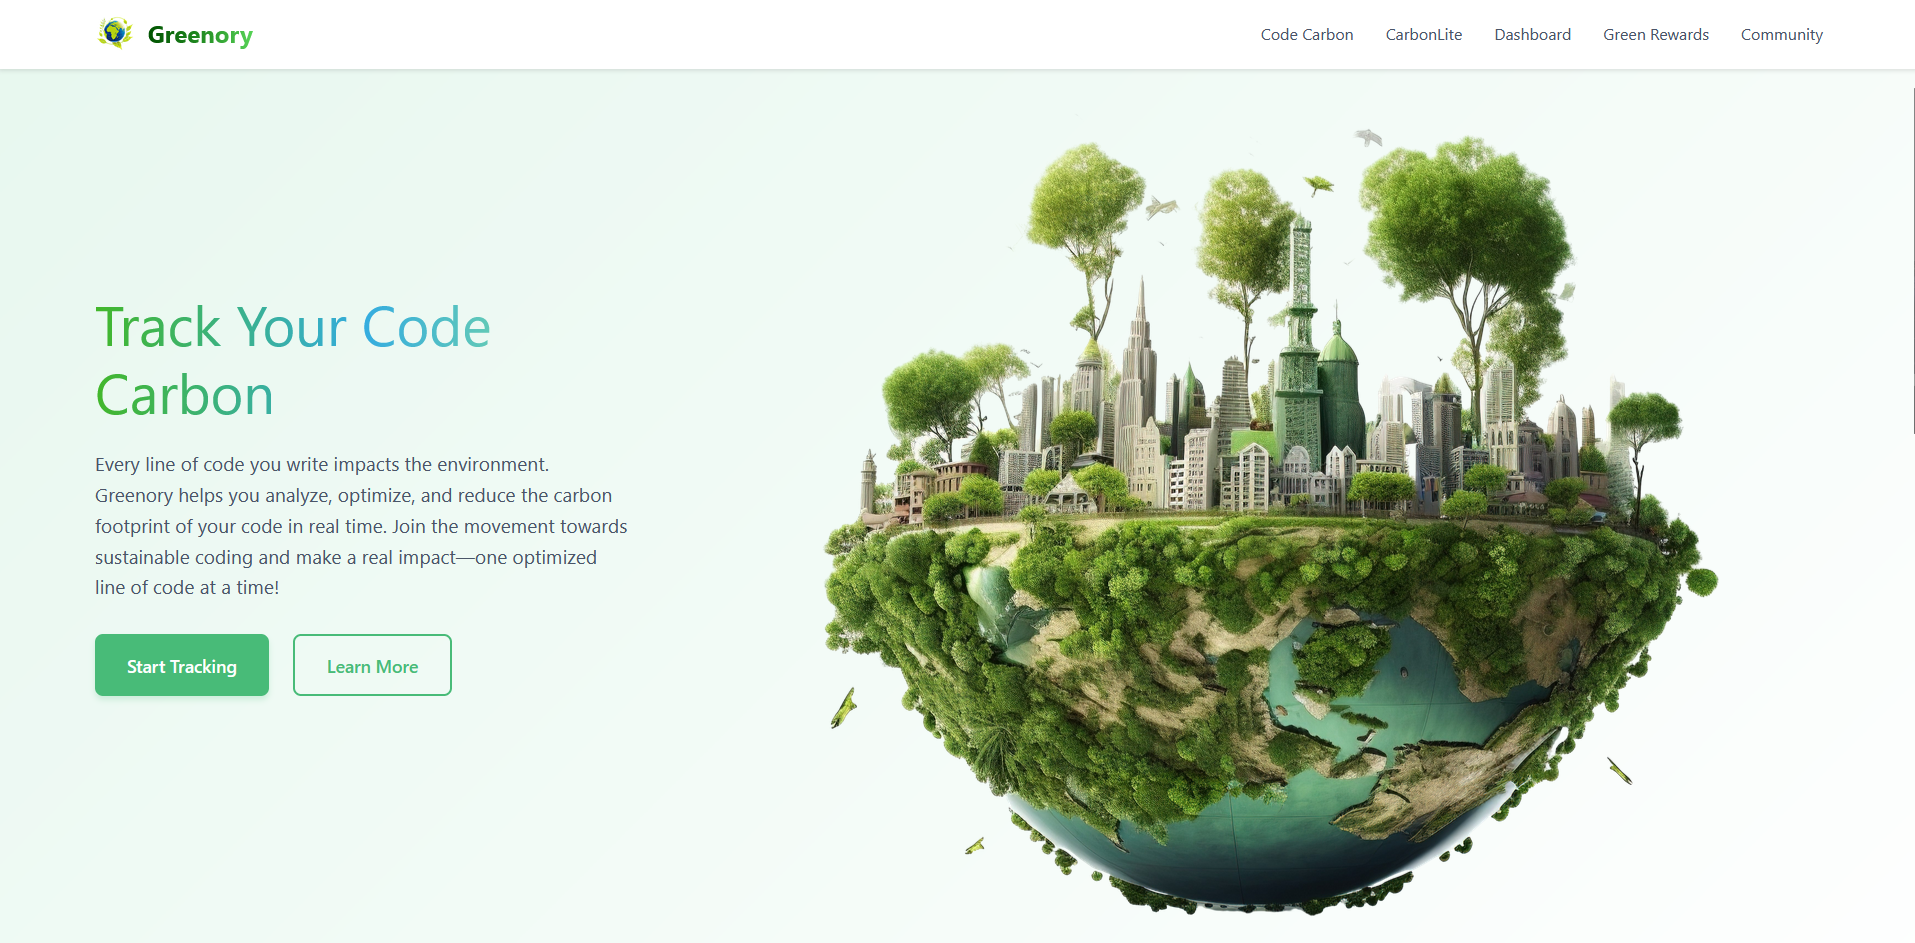 Greenory
Code Carbon
CarbonLite
Dashboard
Green Rewards
Community
Track Your Code
Carbon
Every line of code you write impacts the environment.
Greenory helps you analyze, optimize, and reduce the carbon
footprint of your code in real time. Join the movement towards
sustainable coding and make a real impact—one optimized
line of code at a time!
Start Tracking
Learn More